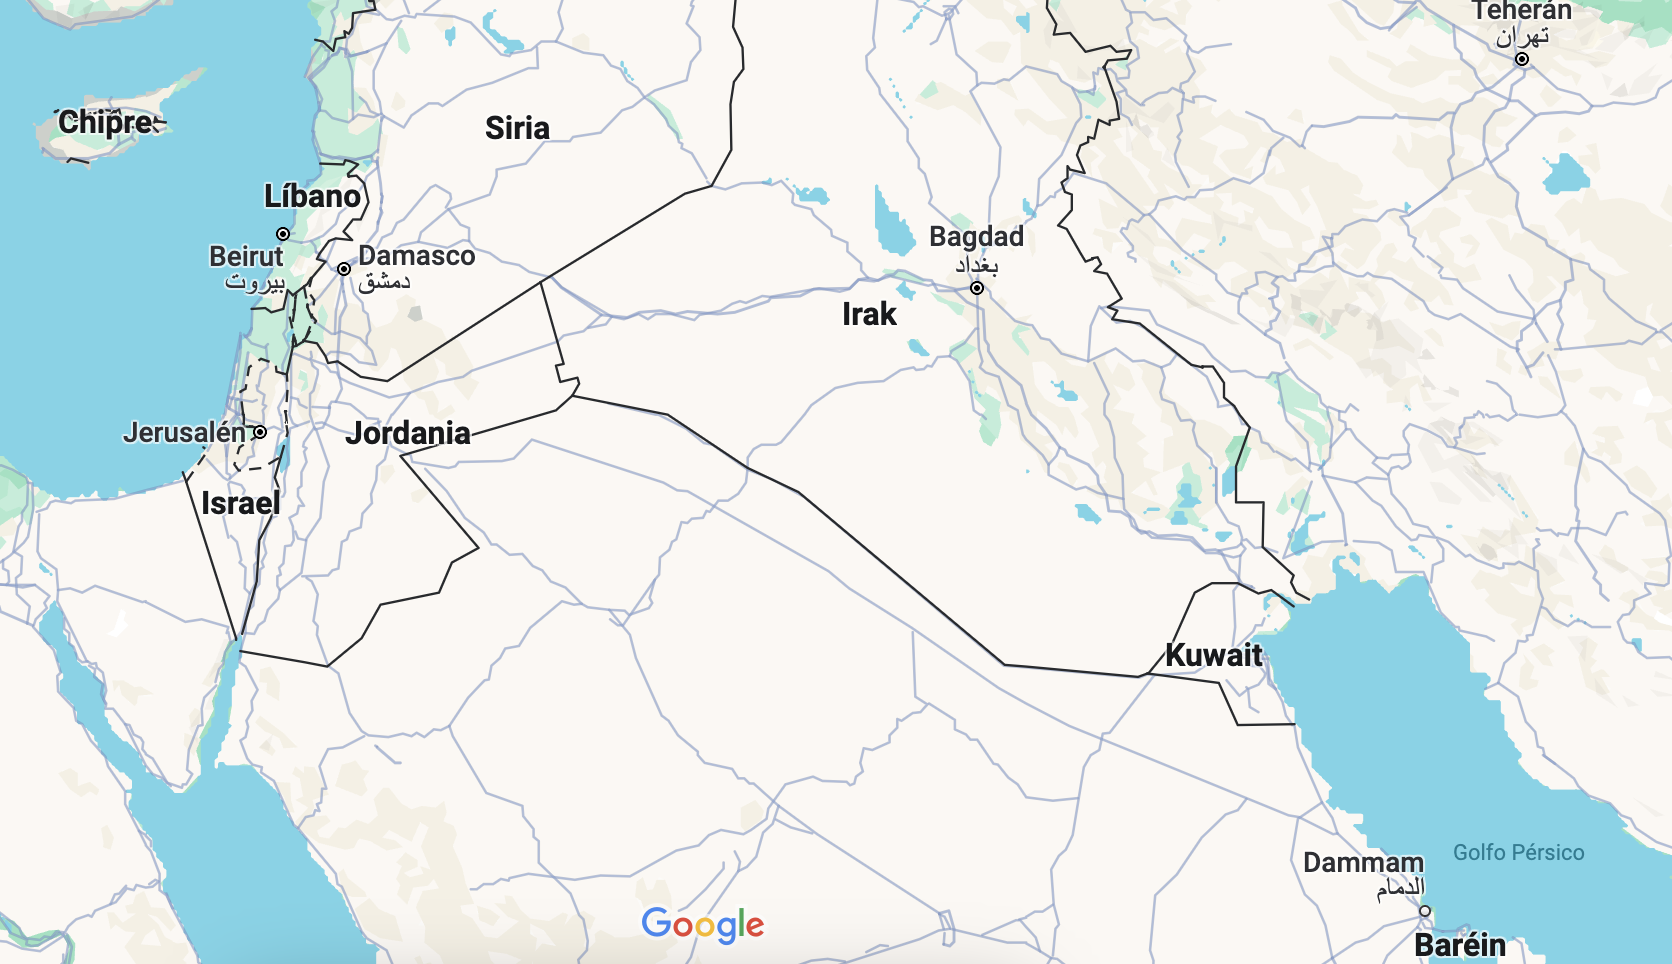 Teherán
تهران
Chipre
Siria
Líbano
Bagdad
بغداد
Beirut
بيروت
Damasco
دمشق
Irak
Jerusalén
Jordania
Israel
Kuwait
Golfo Pérsico
Dammam
الدمام
Google
Baréin